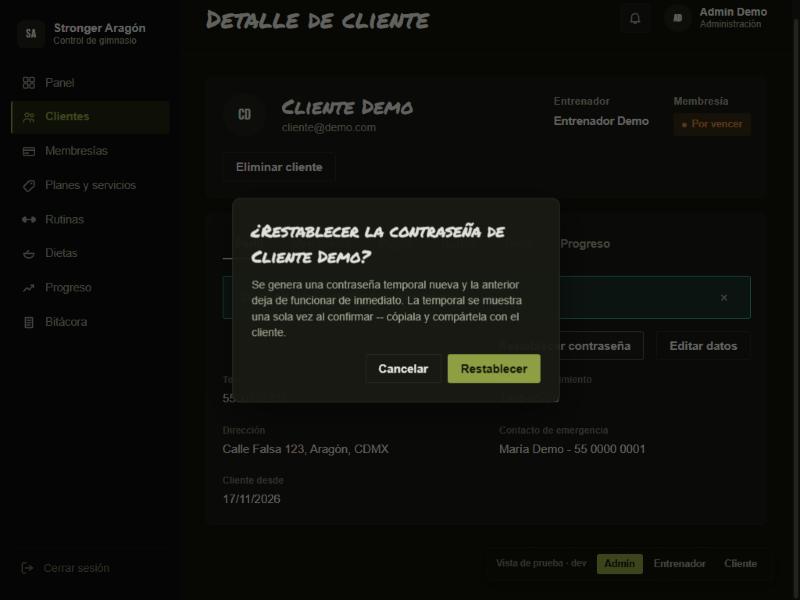 SA
Stronger Aragón
Control de gimnasio
Panel
Clientes
Membresías
Planes y servicios
Rutinas
Dietas
Progreso
Bitácora
Cerrar sesión
Detalle de cliente
AD
Admin Demo
Administración
CD
Cliente Demo
cliente@demo.com
Entrenador
Entrenador Demo
Membresía
Por vencer
Eliminar cliente
Progreso
×
¿Restablecer la contraseña de
Cliente Demo?
Se genera una contraseña temporal nueva y la anterior
deja de funcionar de inmediato. La temporal se muestra
una sola vez al confirmar -- cópiala y compártela con el
cliente.
Cancelar
Restablecer
contraseña
Editar datos
Dirección
Calle Falsa 123, Aragón, CDMX
Contacto de emergencia
María Demo - 55 0000 0001
Cliente desde
17/11/2026
Vista de prueba · dev
Admin
Entrenador
Cliente